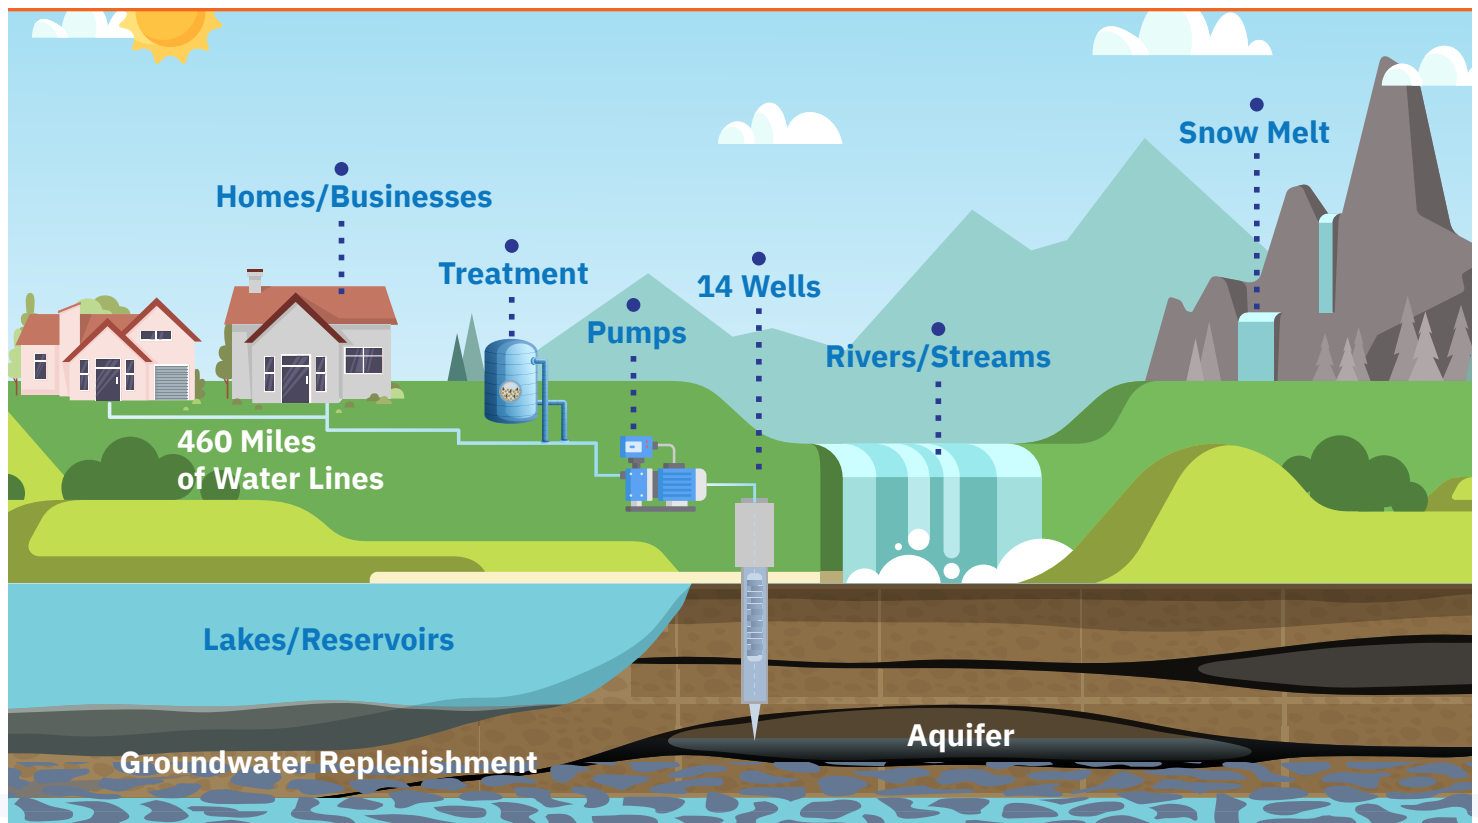 Snow Melt
Homes/Businesses
Treatment
14 Wells
Pumps
Rivers/Streams
460 Miles
of Water Lines
Lakes/Reservoirs
Aquifer
Groundwater Replenishment